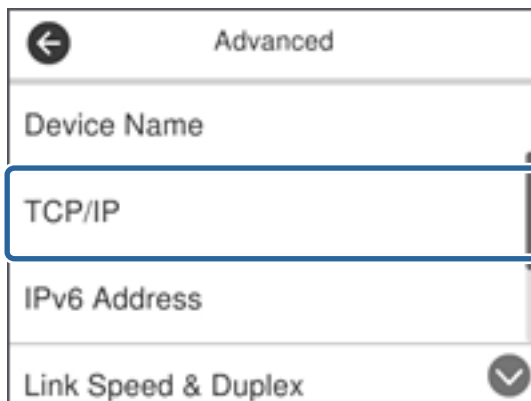 Advanced
Device Name
TCP/IP
IPv6 Address
Link Speed & Duplex